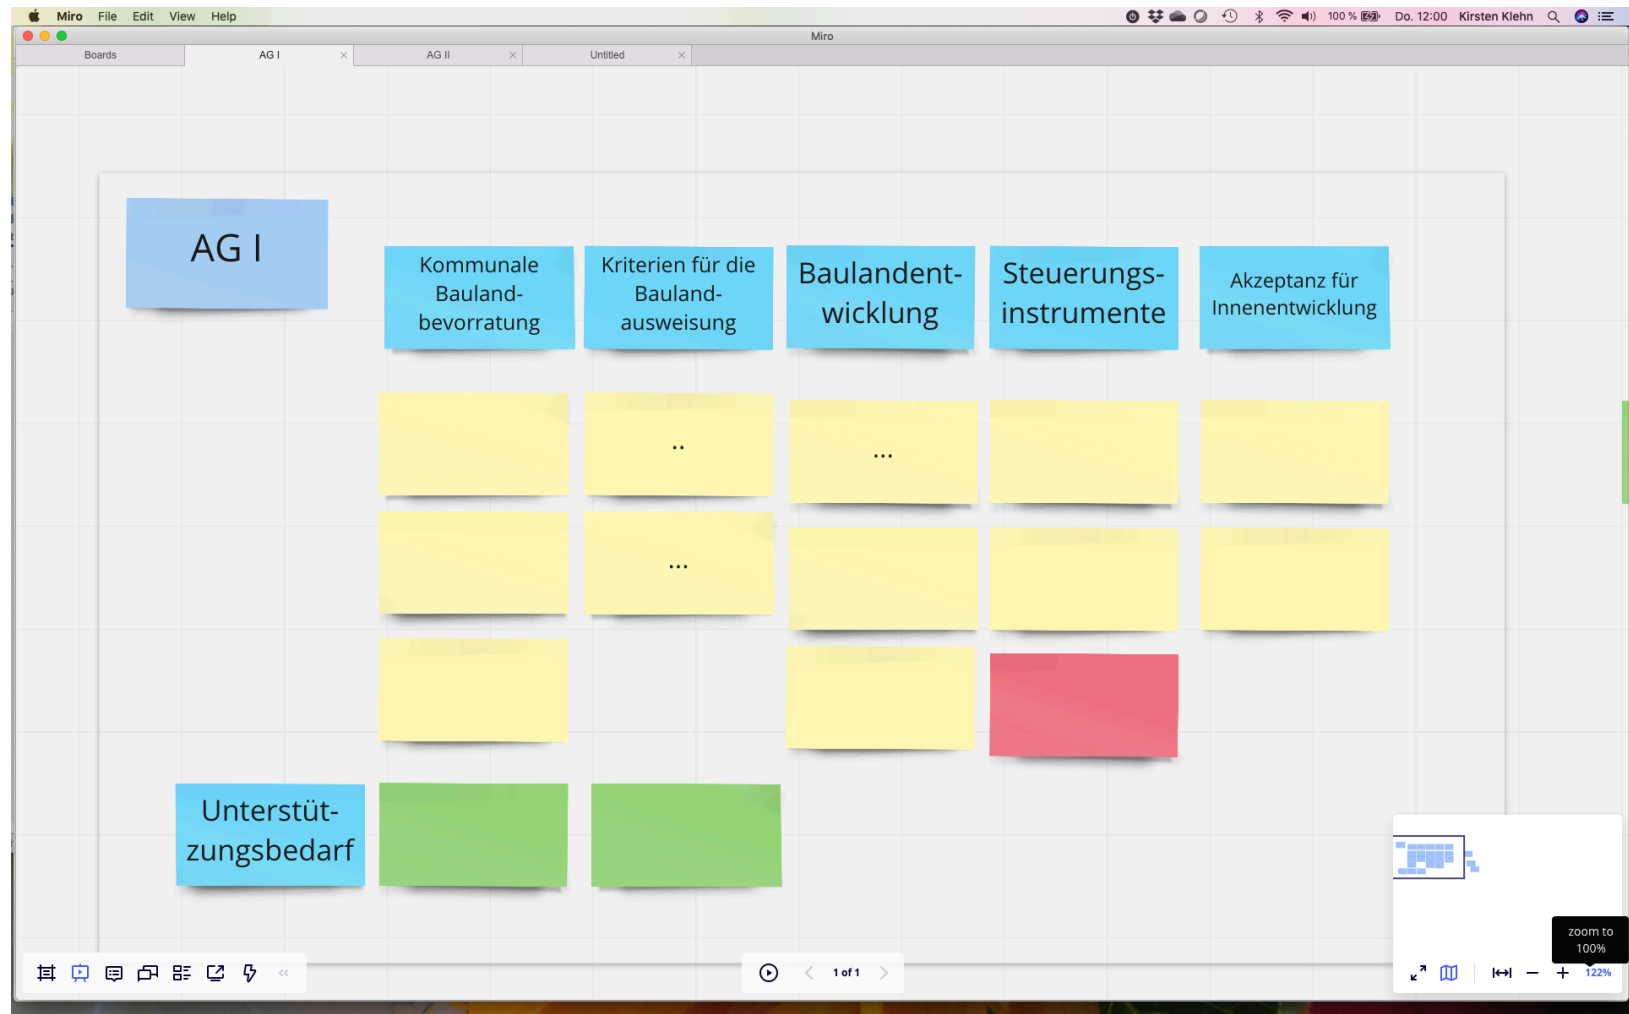 Miro File Edit View Help
100 % Do. 12:00 Kirsten Klehn
Miro
Boards AG I AG II Untitled
AG I
Kommunale
Bauland-
bevorratung
Kriterien für die
Bauland-
ausweisung
Baulandent-
wicklung
Steuerungs-
instrumente
Akzeptanz für
Innenentwicklung
..
...
...
Unterstüt-
zungsbedarf
zoom to
100%
1 of 1
122%